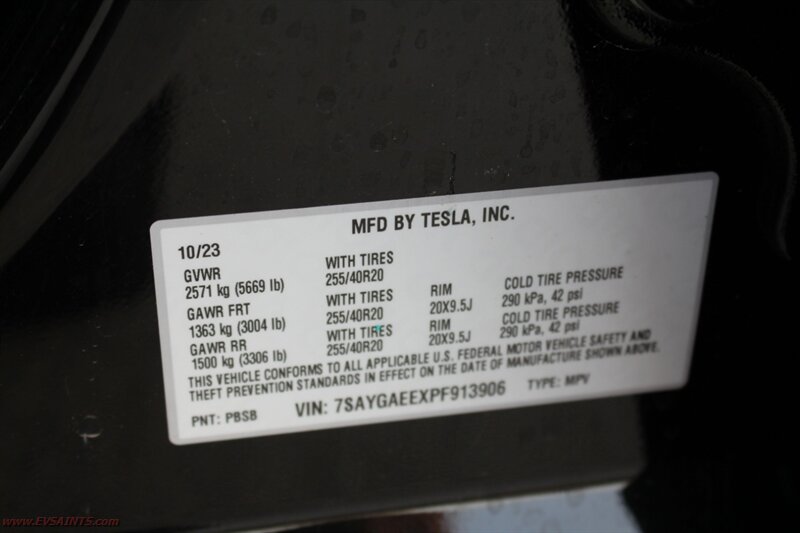 MFD BY TESLA, INC.
10/23
GVWR WITH TIRES
2571 kg (5669 lb) 255/40R20
GAWR FRT WITH TIRES RIM COLD TIRE PRESSURE
1363 kg (3004 lb) 255/40R20 20X9.5J 290 kPa, 42 psi
GAWR RR WITH TIRES RIM COLD TIRE PRESSURE
1500 kg (3306 lb) 255/40R20 20X9.5J 290 kPa, 42 psi
THIS VEHICLE CONFORMS TO ALL APPLICABLE U.S. FEDERAL MOTOR VEHICLE SAFETY AND
THEFT PREVENTION STANDARDS IN EFFECT ON THE DATE OF MANUFACTURE SHOWN ABOVE.
PNT: PBSB VIN: 7SAYGAEEXPF913906 TYPE: MPV
www.EVSAINTS.com